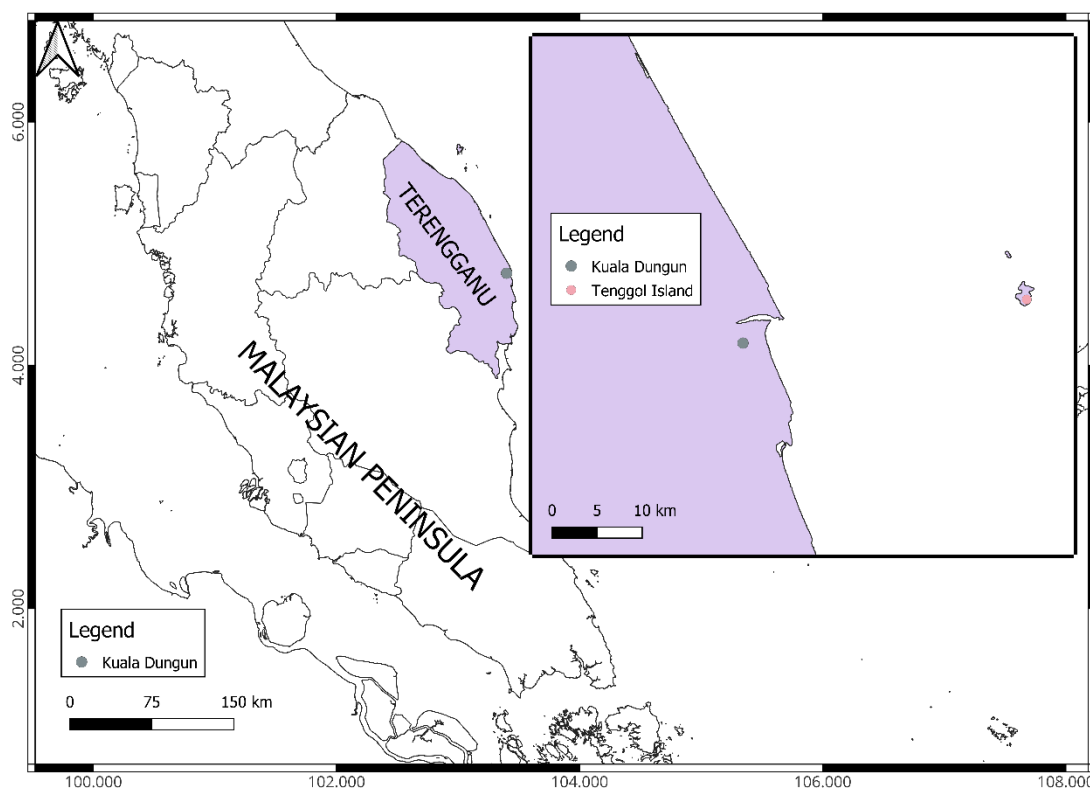 6.000
4.000
2.000
TERENGGANU
MALAYSIAN PENINSULA
Legend
Kuala Dungun
Tenggol Island
0 5 10 km
Legend
Kuala Dungun
0 75 150 km
100.000 102.000 104.000 106.000 108.000